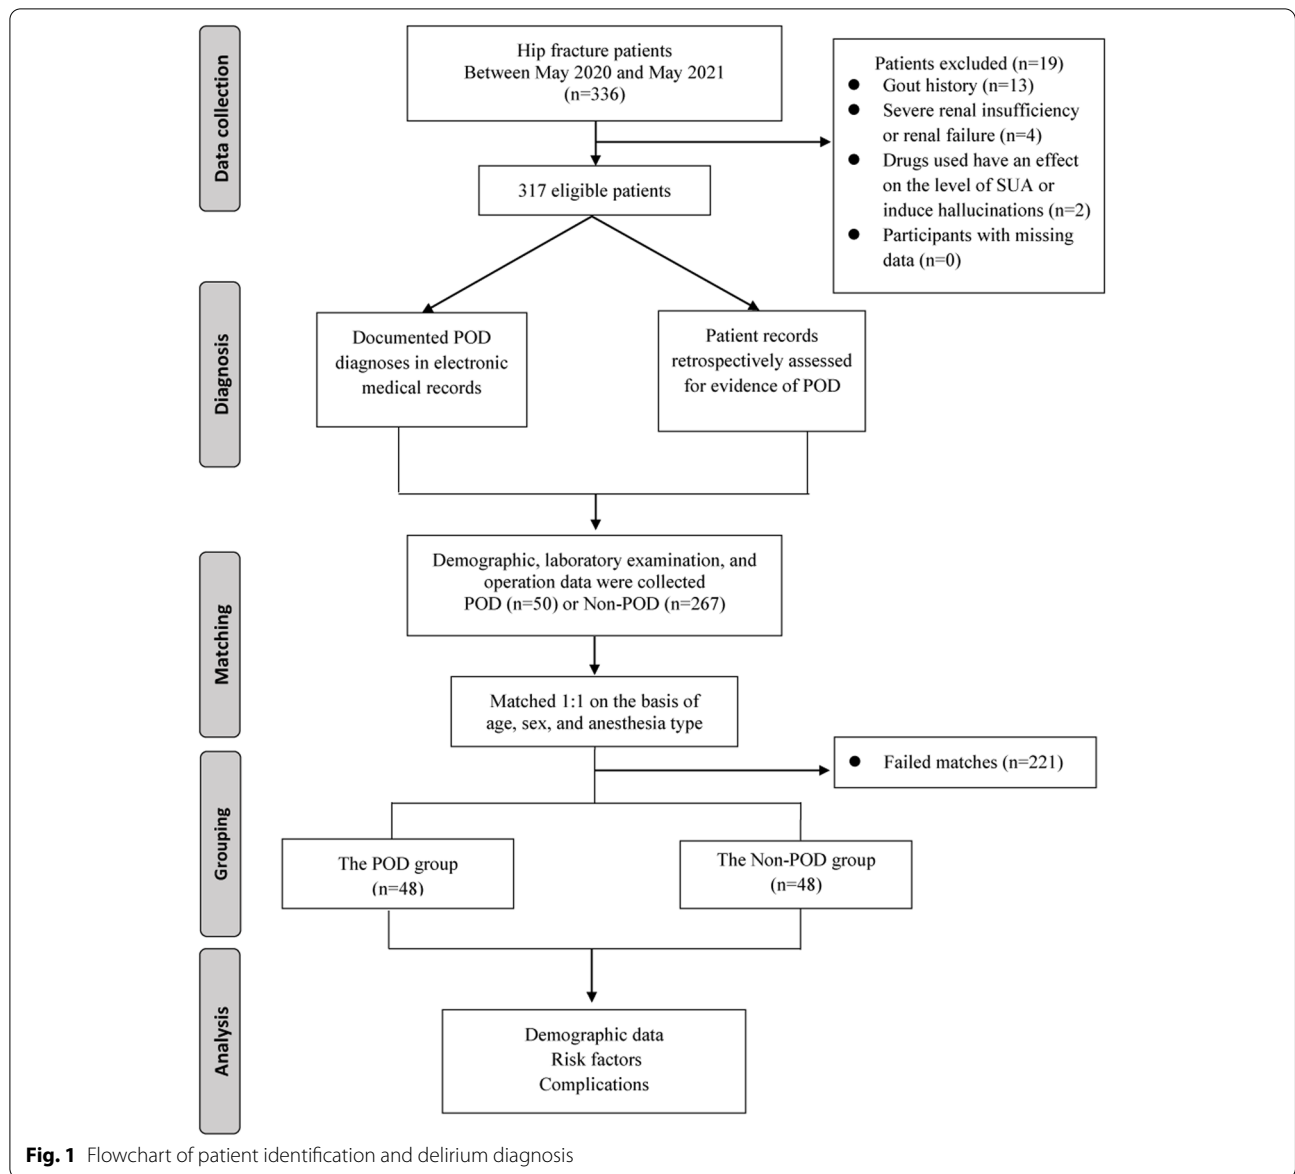 Data collection
Hip fracture patients
Between May 2020 and May 2021
(n=336)
Patients excluded (n=19)
● Gout history (n=13)
● Severe renal insufficiency
or renal failure (n=4)
● Drugs used have an effect
on the level of SUA or
induce hallucinations (n=2)
● Participants with missing
data (n=0)
317 eligible patients
Diagnosis
Documented POD
diagnoses in electronic
medical records
Patient records
retrospectively assessed
for evidence of POD
Matching
Demographic, laboratory examination, and
operation data were collected
POD (n=50) or Non-POD (n=267)
Matched 1:1 on the basis of
age, sex, and anesthesia type
● Failed matches (n=221)
Grouping
The POD group
(n=48)
The Non-POD group
(n=48)
Analysis
Demographic data
Risk factors
Complications
Fig. 1 Flowchart of patient identification and delirium diagnosis